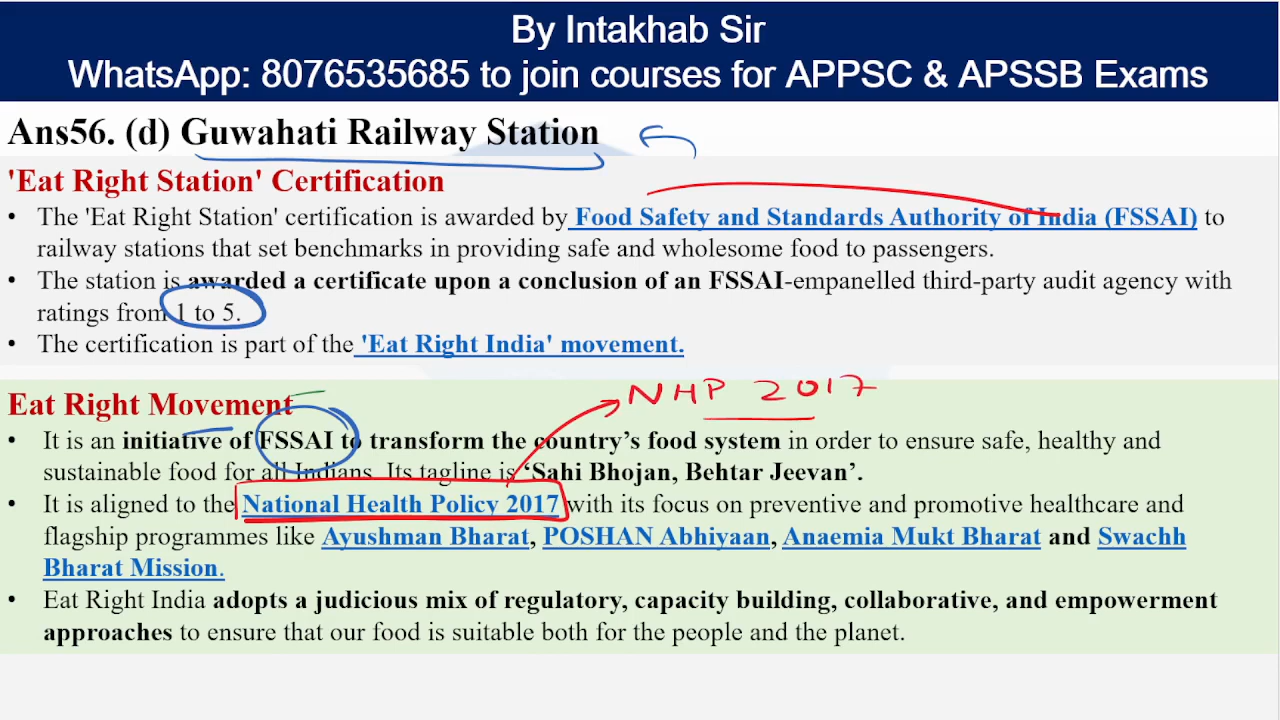 By Intakhab Sir
WhatsApp: 8076535685 to join courses for APPSC & APSSB Exams
Ans56. (d) Guwahati Railway Station
'Eat Right Station' Certification
• The 'Eat Right Station' certification is awarded by Food Safety and Standards Authority of India (FSSAI) to
railway stations that set benchmarks in providing safe and wholesome food to passengers.
• The station is awarded a certificate upon a conclusion of an FSSAI-empanelled third-party audit agency with
ratings from 1 to 5.
• The certification is part of the 'Eat Right India' movement.
NHP 2017
Eat Right Movement
• It is an initiative of FSSAI to transform the country’s food system in order to ensure safe, healthy and
sustainable food for all Indians. Its tagline is ‘Sahi Bhojan, Behtar Jeevan’.
• It is aligned to the National Health Policy 2017 with its focus on preventive and promotive healthcare and
flagship programmes like Ayushman Bharat, POSHAN Abhiyaan, Anaemia Mukt Bharat and Swachh
Bharat Mission.
• Eat Right India adopts a judicious mix of regulatory, capacity building, collaborative, and empowerment
approaches to ensure that our food is suitable both for the people and the planet.